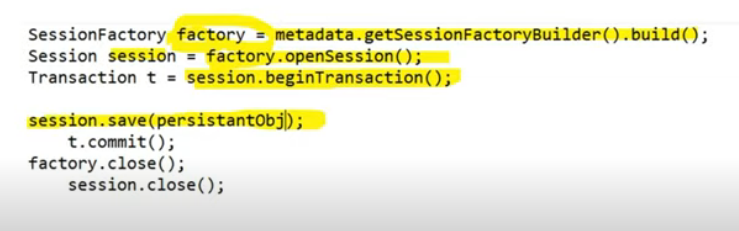 SessionFactory factory = metadata.getSessionFactoryBuilder().build();
Session session = factory.openSession();
Transaction t = session.beginTransaction();
session.save(persistantObj);
t.commit();
factory.close();
session.close();